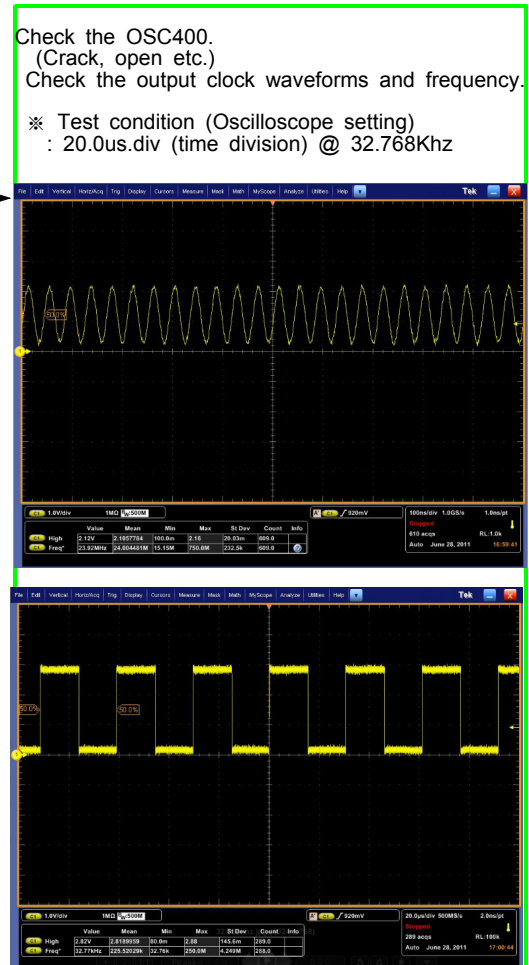 Check the OSC400.
(Crack, open etc.)
Check the output clock waveforms and frequency.
※ Test condition (Oscilloscope setting)
: 20.0us.div (time division) @ 32.768Khz
File Edit Vertical Horiz/Acq Trig Display Cursors Measure Mask Math MyScope Analyze Utilities Help Tek
50.0%
1
C1 1.0V/div 1MΩ BW:500M
A' C1 920mV
100ns/div 1.0GS/s 1.0ns/pt
Stopped
610 acqs RL:1.0k
Auto June 28, 2011 16:59:41
Value Mean Min Max St Dev Count Info
C1 High 2.12V 2.1057784 100.0m 2.16 20.03m 609.0
C1 Freq* 23.92MHz 24.004481M 15.15M 750.0M 232.5k 609.0
File Edit Vertical Horiz/Acq Trig Display Cursors Measure Mask Math MyScope Analyze Utilities Help Tek
50.0% 50.0%
1
C1 1.0V/div 1MΩ BW:500M
A' C1 920mV
20.0µs/div 500MS/s 2.0ns/pt
Stopped
289 acqs RL:100k
Auto June 28, 2011 17:09:44
Value Mean Min Max St Dev Count Info
C1 High 2.82V 2.8189959 80.0m 2.88 145.6m 289.0
C1 Freq* 32.77kHz 225.52029k 32.76k 250.0M 4.249M 288.0